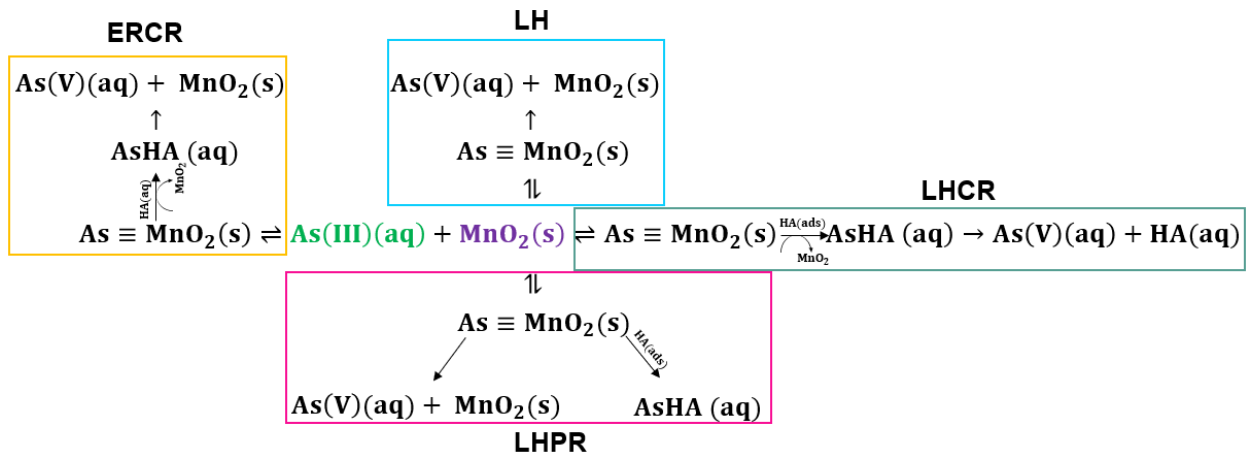 ERCR
As(V)(aq) + MnO₂(s)
↑
AsHA (aq)
HA(aq)
MnO₂
LH
As(V)(aq) + MnO₂(s)
↑
As ≡ MnO₂(s)
⇌
LHCR
As ≡ MnO₂(s) ⇌ As(III)(aq) + MnO₂(s) ⇌ As ≡ MnO₂(s) HA(ads) MnO₂ AsHA (aq) → As(V)(aq) + HA(aq)
⇌
As ≡ MnO₂(s)
HA(ads)
As(V)(aq) + MnO₂(s) AsHA (aq)
LHPR